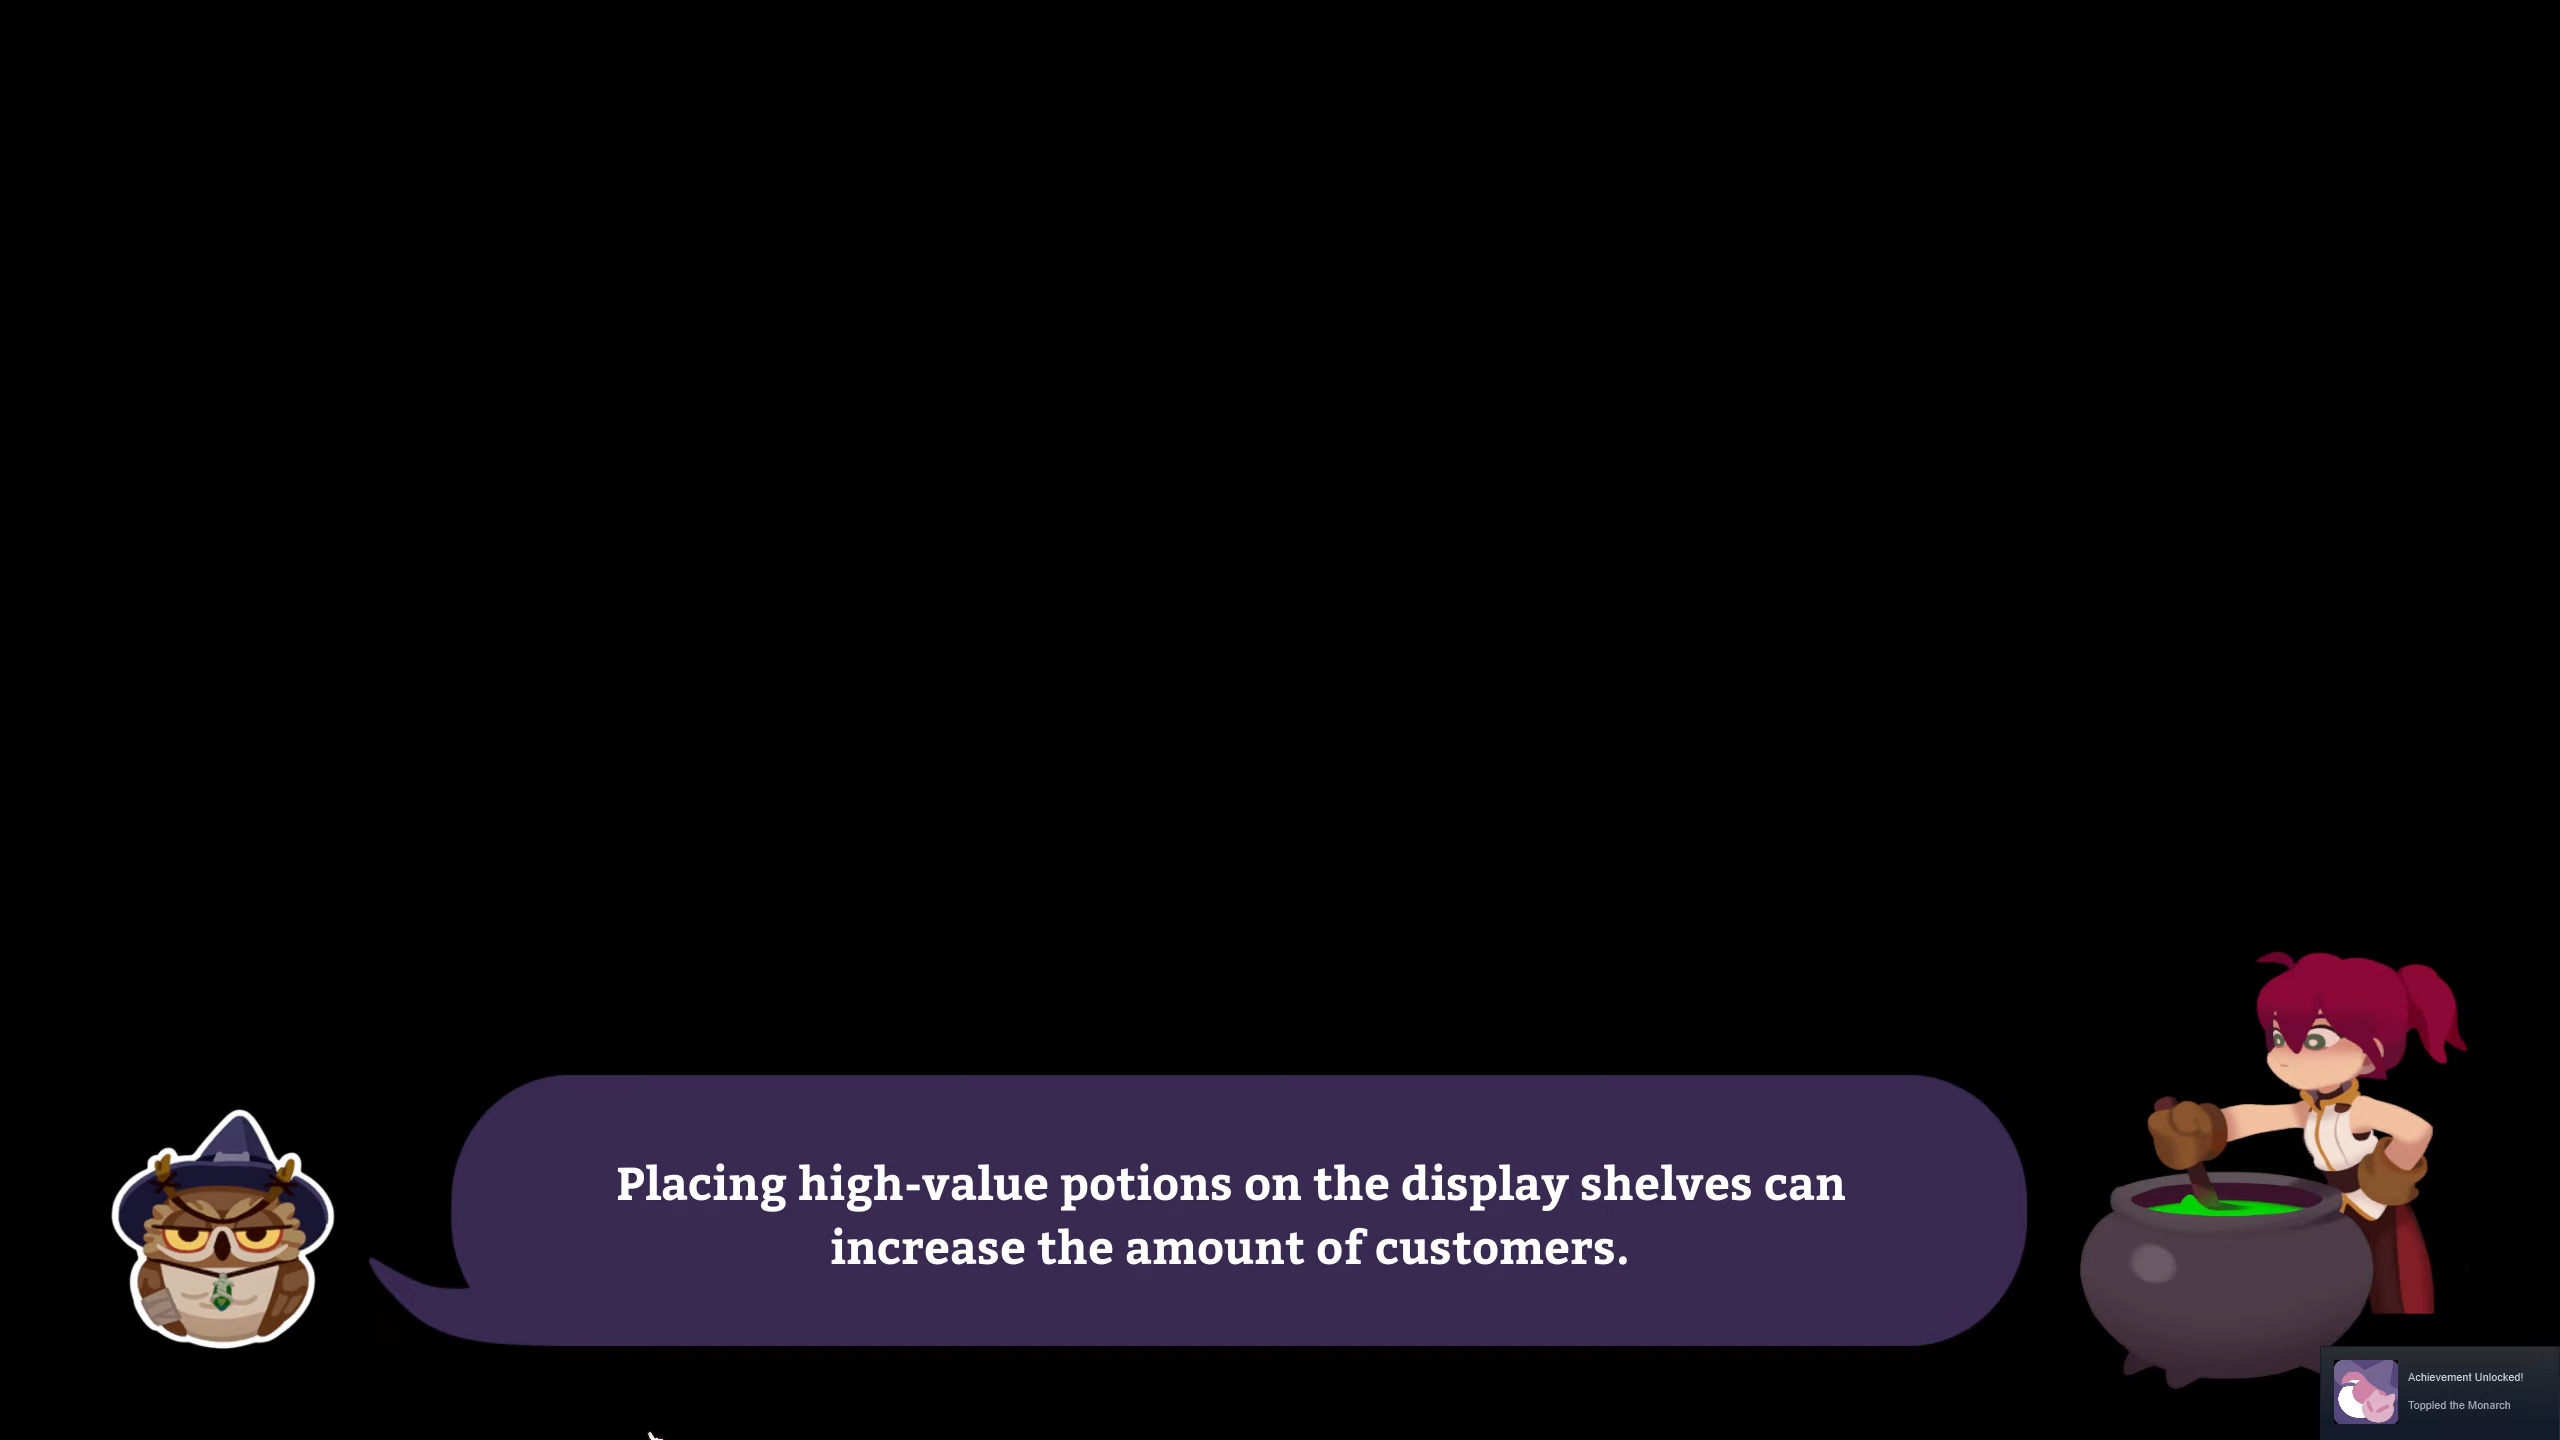 Placing high-value potions on the display shelves can
increase the amount of customers.
Achievement Unlocked!
Toppled the Monarch